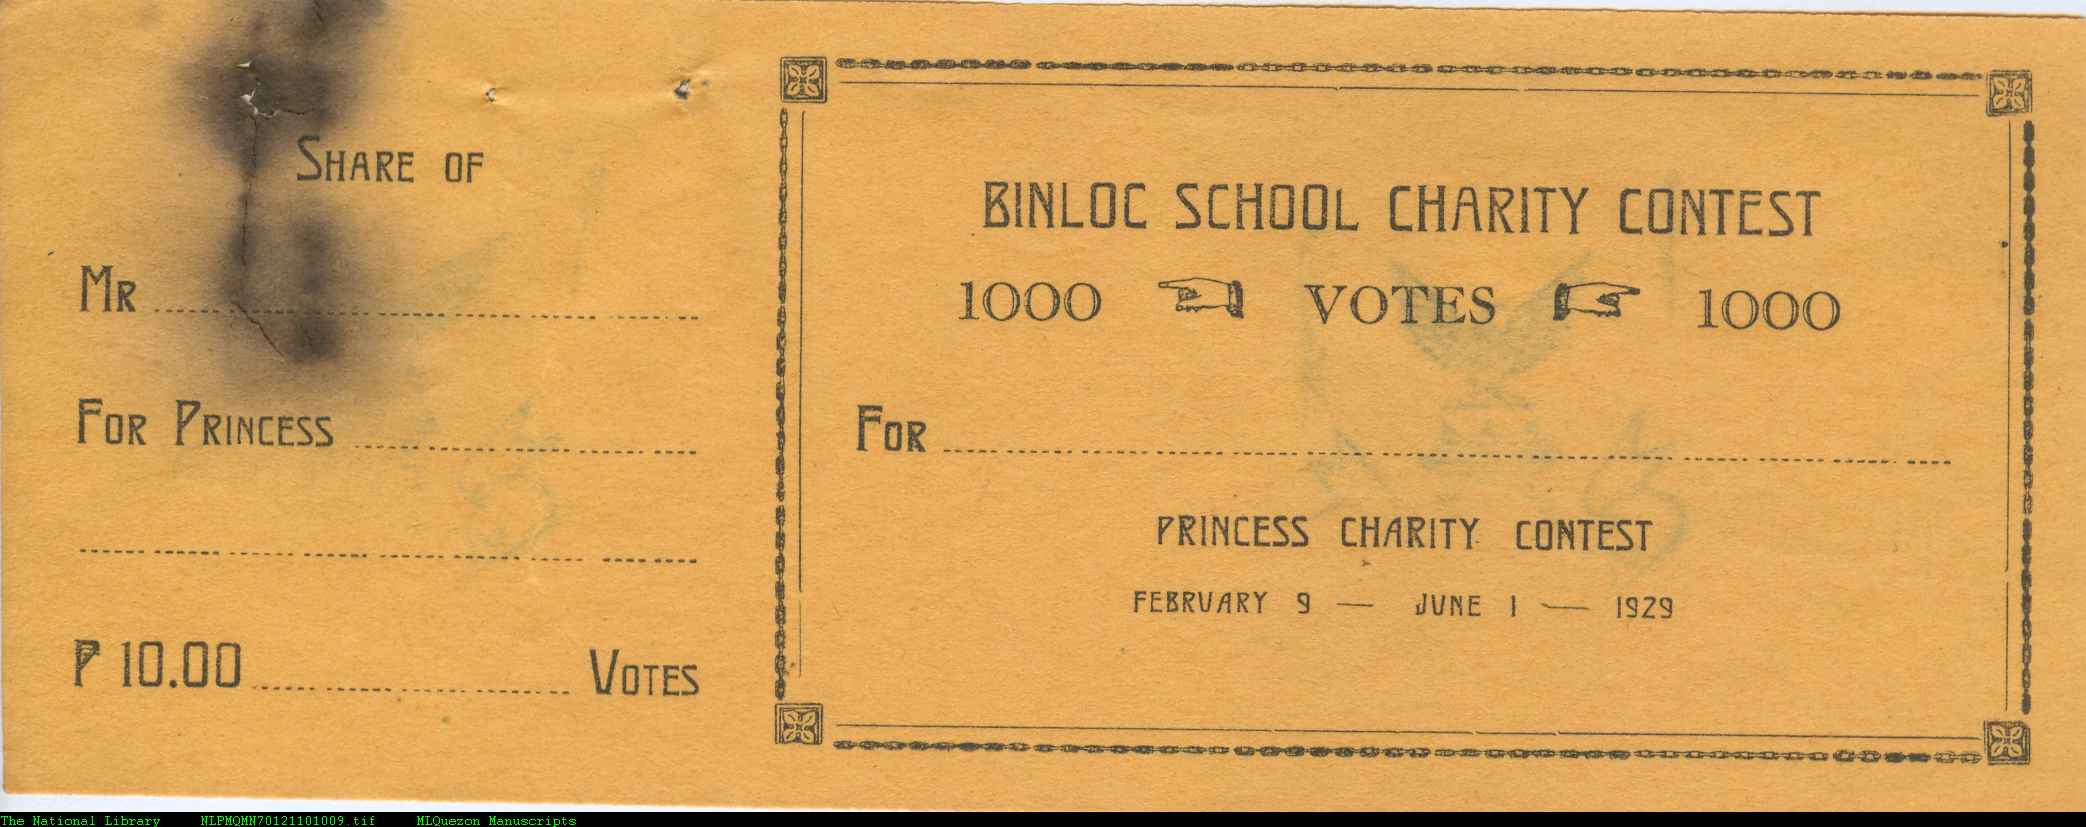 SHARE OF
MR
FOR PRINCESS
₱ 10.00 VOTES
BINLOC SCHOOL CHARITY CONTEST
1000 VOTES 1000
FOR
PRINCESS CHARITY CONTEST
FEBRUARY 9 — JUNE 1 — 1929
The National Library NLPMQMN70121101009.tif MLQuezon Manuscripts